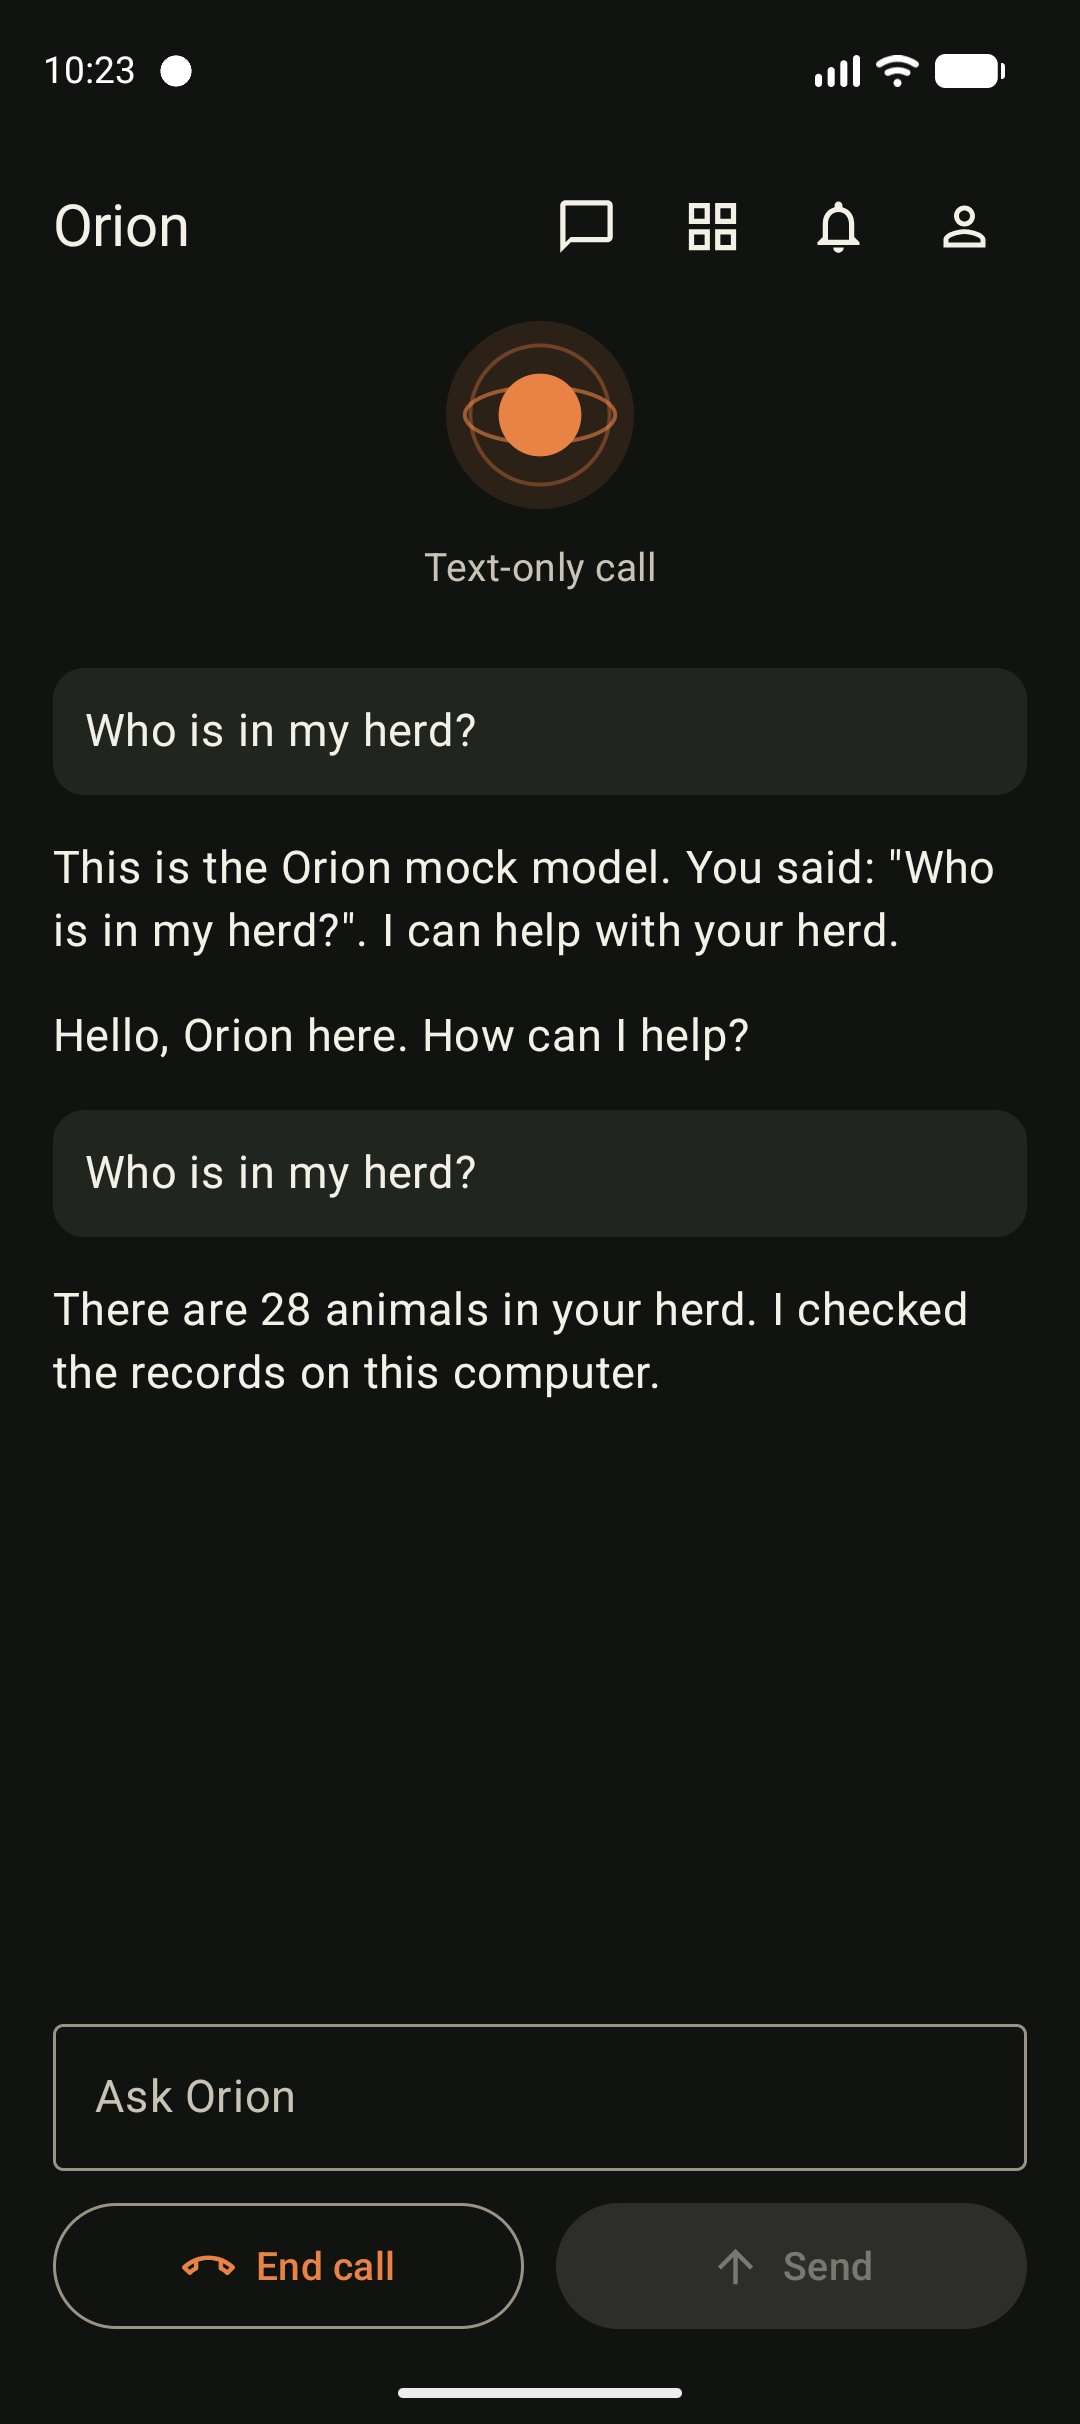 10:23
Orion
Text-only call
Who is in my herd?
This is the Orion mock model. You said: "Who
is in my herd?". I can help with your herd.
Hello, Orion here. How can I help?
Who is in my herd?
There are 28 animals in your herd. I checked
the records on this computer.
Ask Orion
End call
Send